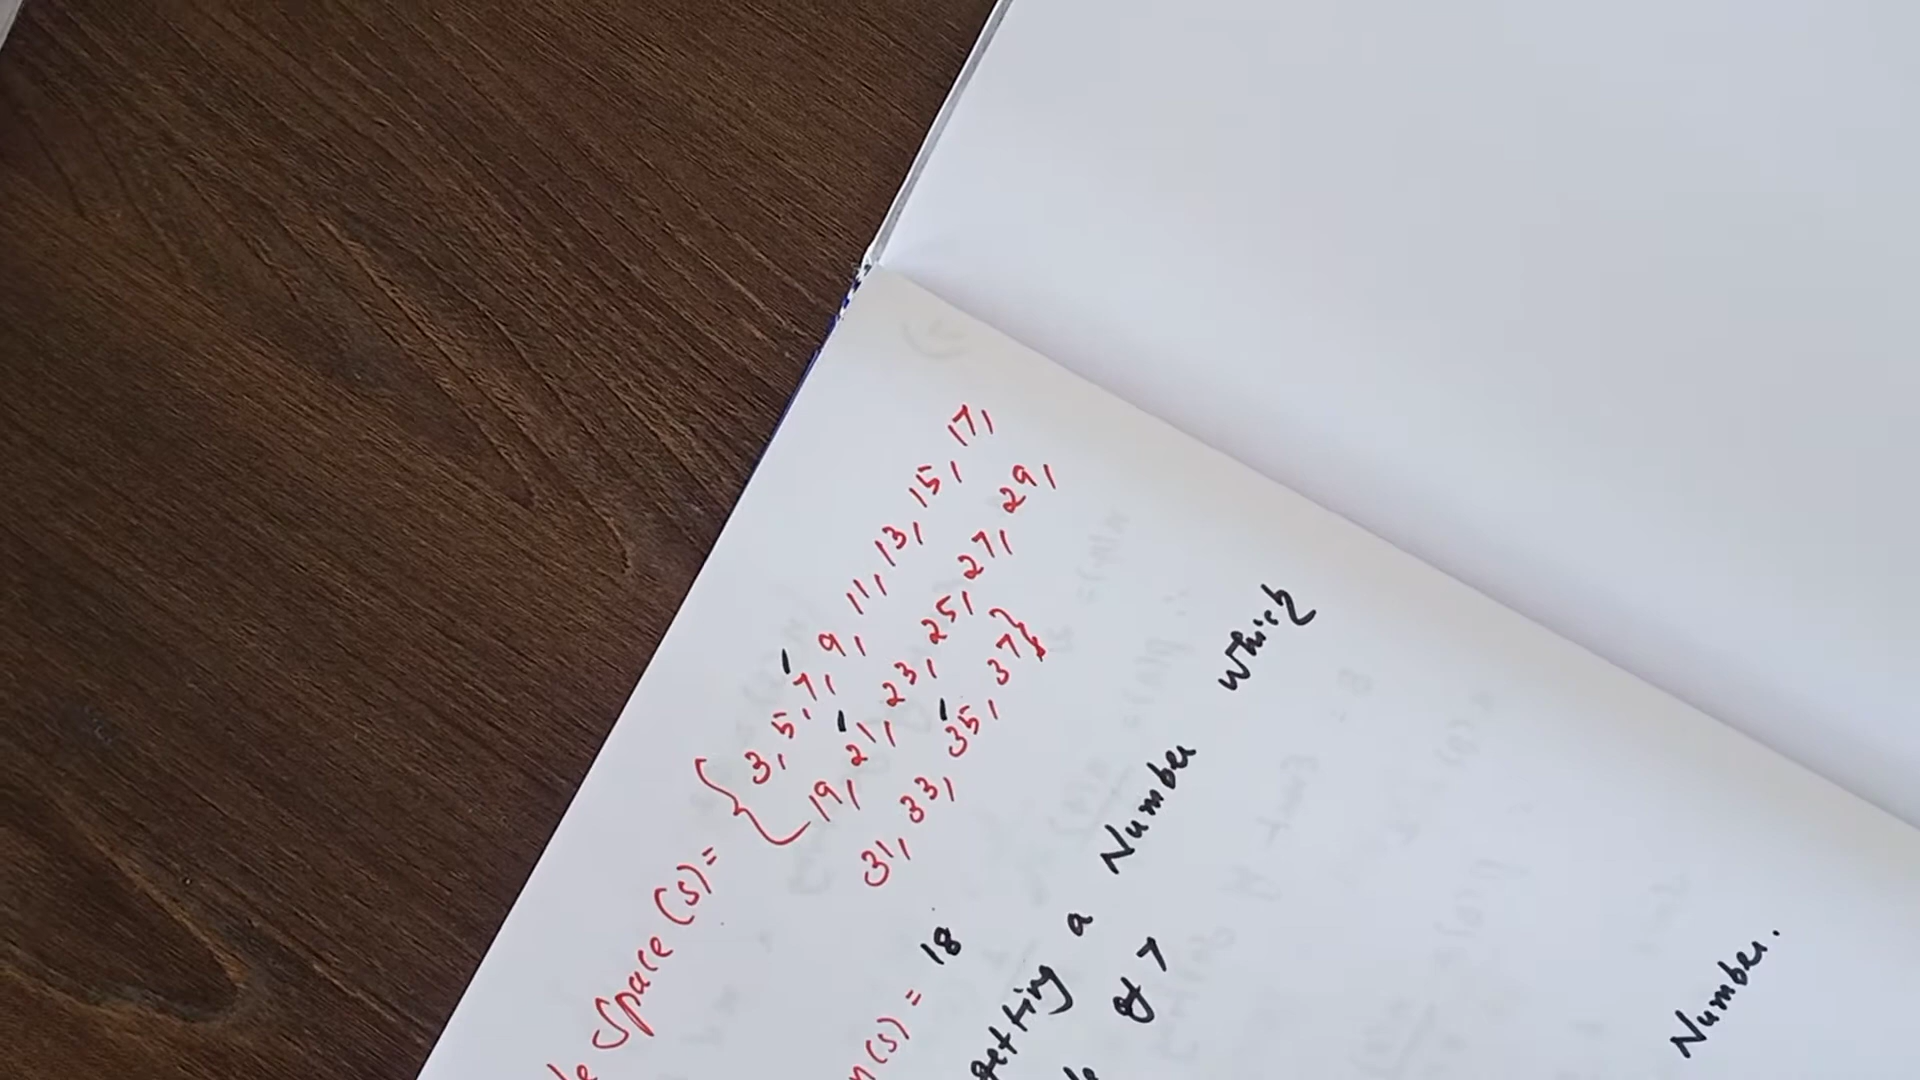 Space (S) = { 3, 5, 7, 9, 11, 13, 15, 17,
19, 21, 23, 25, 27, 29,
31, 33, 35, 37 }
n(S) = 18
getting a Number which
of 7
Number.